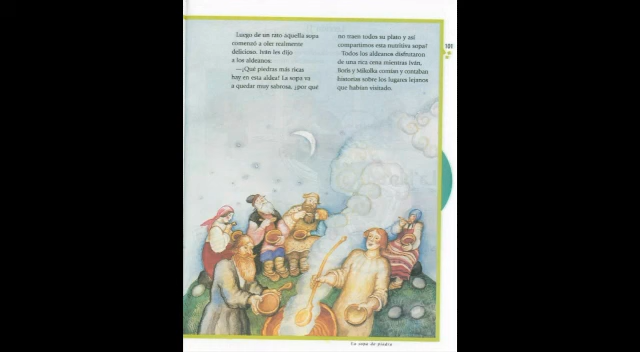 Luego de un rato aquella sopa
comenzó a oler realmente
delicioso. Iván les dijo
a los aldeanos:
—¡Qué piedras más ricas
hay en esta aldea! La sopa va
a quedar muy sabrosa, ¿por qué
no traen todos su plato y así
compartimos esta nutritiva sopa?
Todos los aldeanos disfrutaron
de una rica cena mientras Iván,
Boris y Mikolka comían y contaban
historias sobre los lugares lejanos
que habían visitado.
101
La sopa de piedra